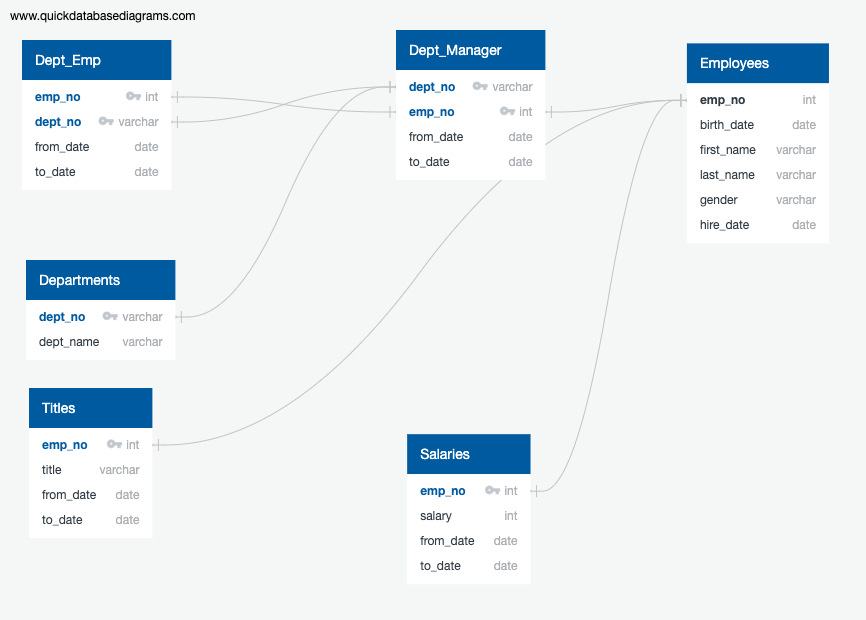 www.quickdatabasediagrams.com
Dept_Emp
emp_no int
dept_no varchar
from_date date
to_date date
Dept_Manager
dept_no varchar
emp_no int
from_date date
to_date date
Employees
emp_no int
birth_date date
first_name varchar
last_name varchar
gender varchar
hire_date date
Departments
dept_no varchar
dept_name varchar
Titles
emp_no int
title varchar
from_date date
to_date date
Salaries
emp_no int
salary int
from_date date
to_date date